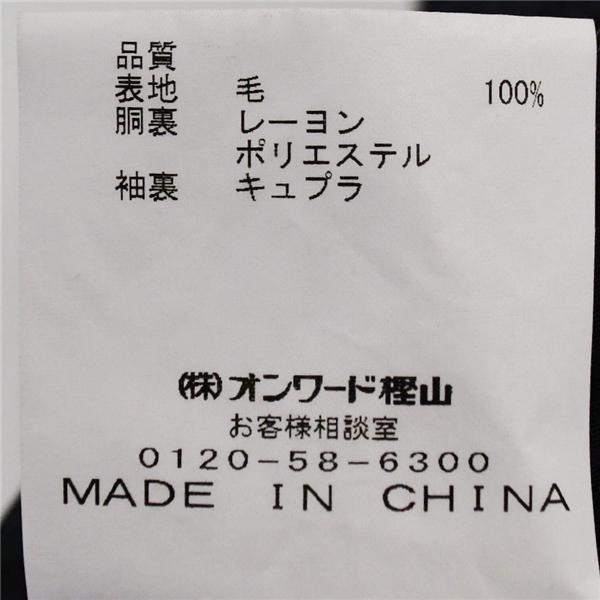 品質
表地 毛 100%
胴裏 レーヨン
ポリエステル
袖裏 キュプラ
(株)オンワード樫山
お客様相談室
0120-58-6300
MADE IN CHINA